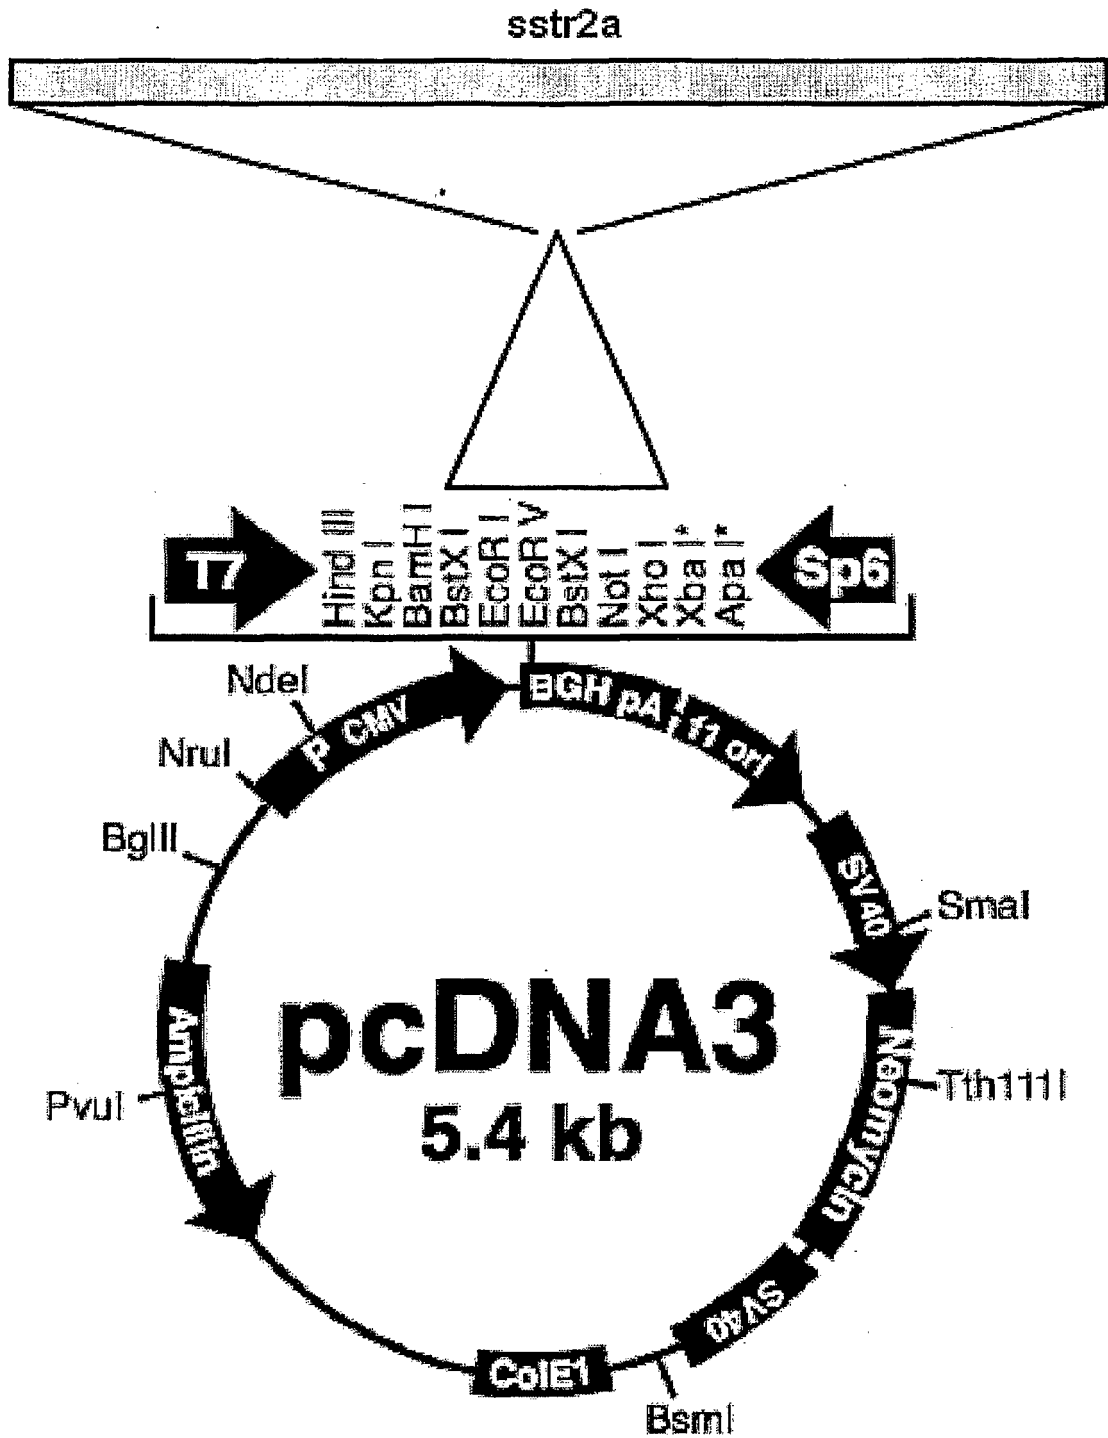 sstr2a
T7
Hind III
Kpn I
BamH I
BstX I
EcoR I
EcoR V
BstX I
Not I
Xho I
Xba I*
Apa I*
Sp6
NdeI
NruI
BglII
PvuI
P CMV
BGH pA
f1 ori
SV40
SmaI
Neomycin
Tth111I
SV40
BsmI
ColE1
Ampicillin
pcDNA3
5.4 kb